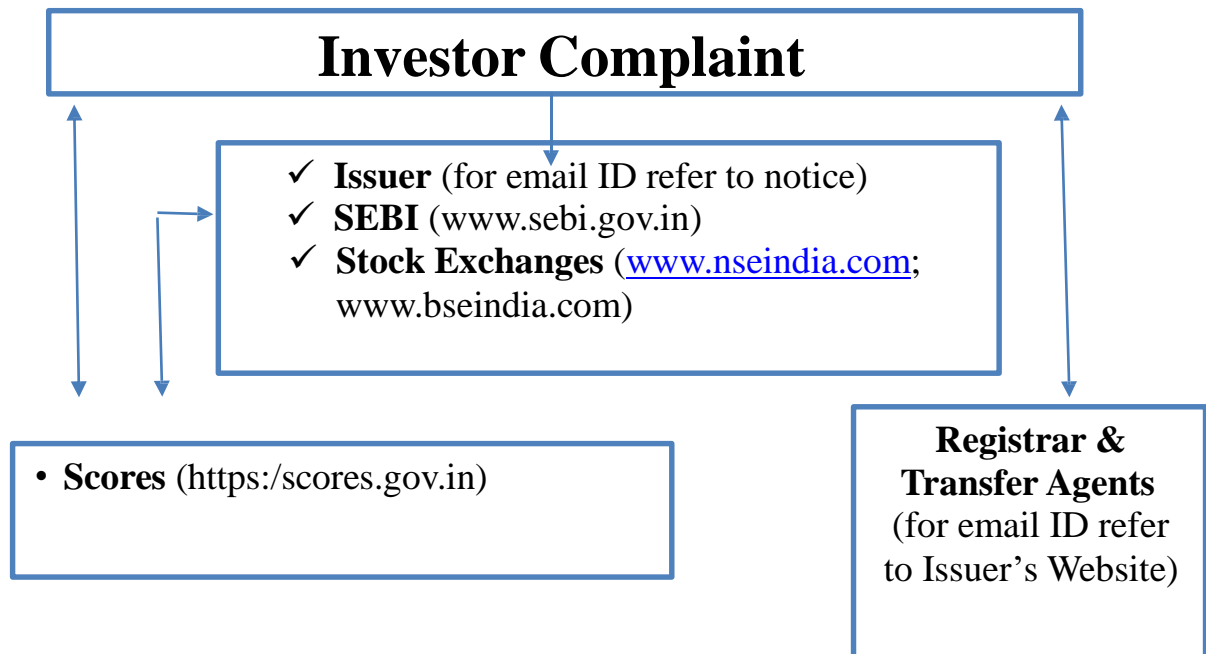 Investor Complaint
✓ Issuer (for email ID refer to notice)
✓ SEBI (www.sebi.gov.in)
✓ Stock Exchanges (www.nseindia.com;
www.bseindia.com)
• Scores (https:/scores.gov.in)
Registrar &
Transfer Agents
(for email ID refer
to Issuer’s Website)